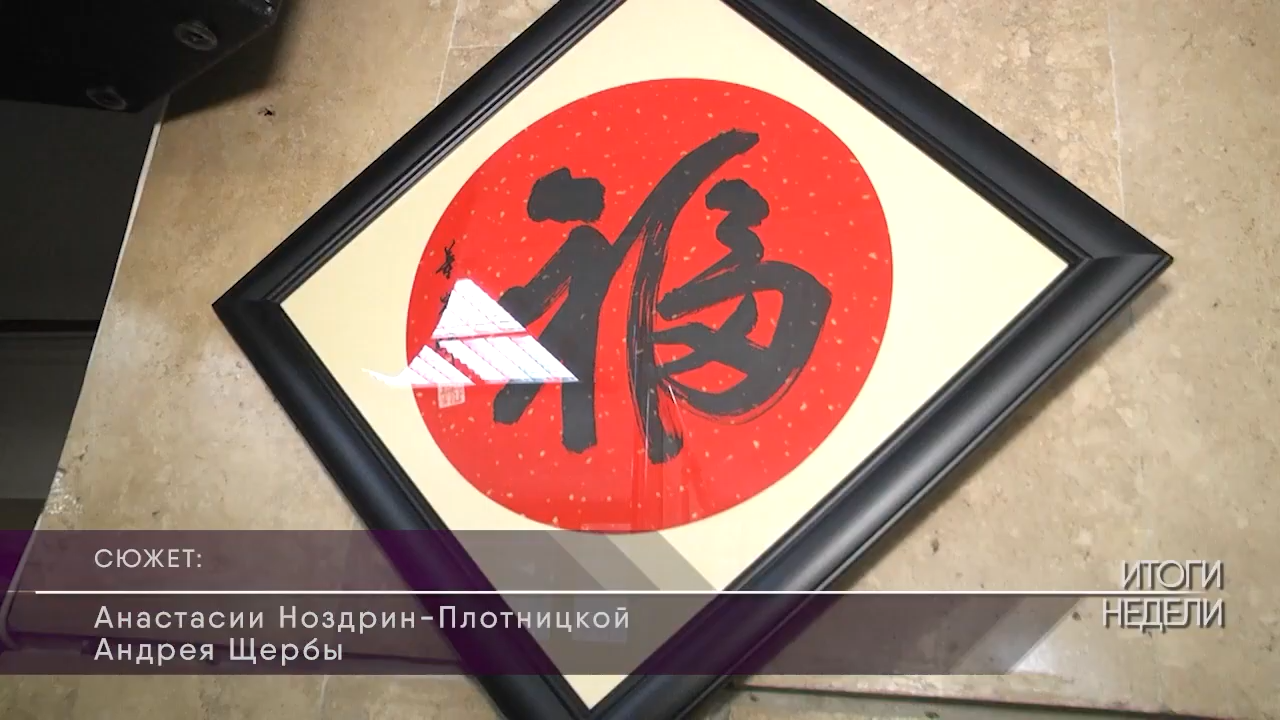 福
СЮЖЕТ:
Анастасии Ноздрин-Плотницкой
Андрея Щербы
ИТОГИ
НЕДЕЛИ